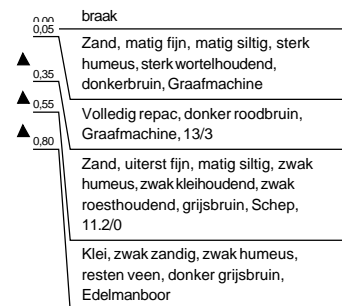 0,00
braak
0,05
Zand, matig fijn, matig siltig, sterk
humeus, sterk wortelhoudend,
donkerbruin, Graafmachine
0,35
Volledig repac, donker roodbruin,
Graafmachine, 13/3
0,55
Zand, uiterst fijn, matig siltig, zwak
humeus, zwak kleihoudend, zwak
roesthoudend, grijsbruin, Schep,
11.2/0
0,80
Klei, zwak zandig, zwak humeus,
resten veen, donker grijsbruin,
Edelmanboor